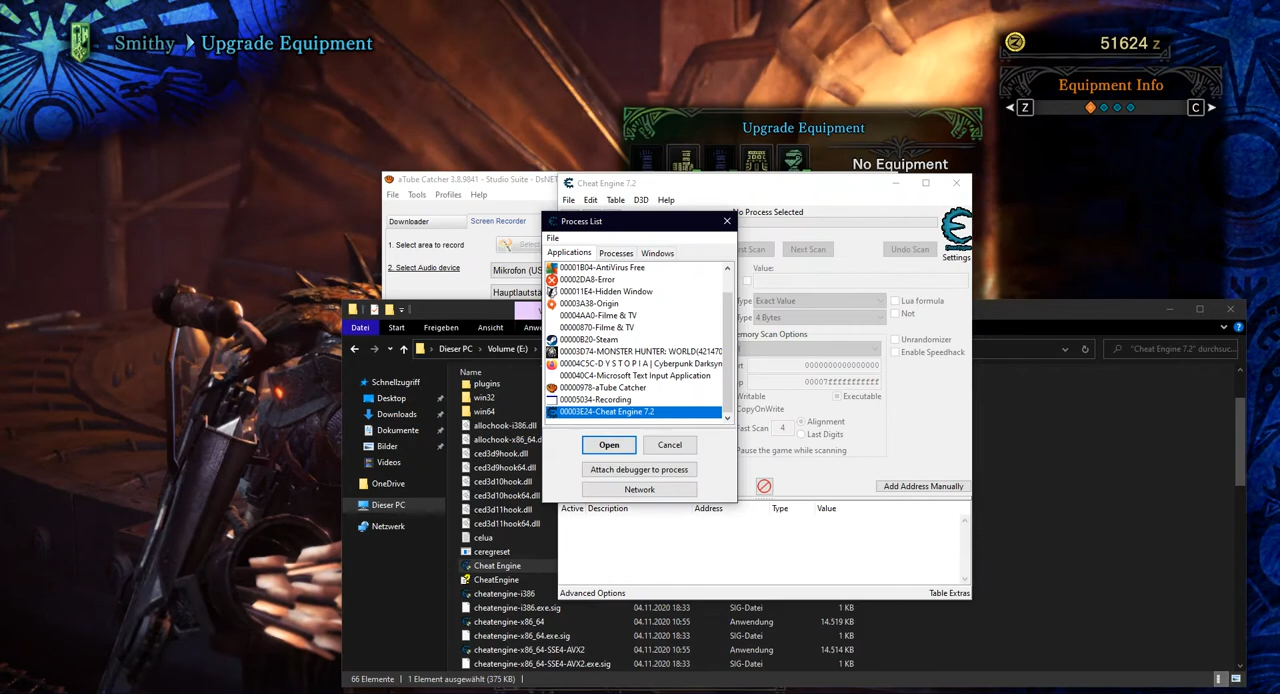 Smithy Upgrade Equipment
51624 z
Equipment Info
Z
C
Upgrade Equipment
No Equipment
aTube Catcher 3.8.9841 - Studio Suite - DsNET
File Tools Profiles Help
Downloader Screen Recorder
1. Select area to record
2. Select Audio device
Mikrofon (US
Hauptlautstä
Cheat Engine 7.2
File Edit Table D3D Help
No Process Selected
Next Scan
Undo Scan
Settings
Value:
Exact Value
4 Bytes
Lua formula
Not
Unrandomizer
Enable Speedhack
Executable
Fast Scan 4
Alignment
Last Digits
Pause the game while scanning
Add Address Manually
Active Description Address Type Value
Advanced Options
Table Extras
Process List
File
Applications Processes Windows
00001B04-AntiVirus Free
00002DA8-Error
000011E4-Hidden Window
00003A38-Origin
00004AA0-Filme & TV
00000870-Filme & TV
00000B20-Steam
00003D74-MONSTER HUNTER: WORLD(421470
00004C5C-D Y S T O P I A | Cyberpunk Darksyn
000040C4-Microsoft Text Input Application
00000978-aTube Catcher
00005034-Recording
00003E24-Cheat Engine 7.2
Open
Cancel
Attach debugger to process
Network
Datei Start Freigeben Ansicht
Dieser PC Volume (E:)
"Cheat Engine 7.2" durchsuc...
Schnellzugriff
Desktop
Downloads
Dokumente
Bilder
Videos
OneDrive
Dieser PC
Netzwerk
Name
plugins
win32
win64
allochook-i386.dll
allochook-x86_64.d
ced3d9hook.dll
ced3d9hook64.dll
ced3d10hook.dll
ced3d10hook64.dll
ced3d11hook.dll
ced3d11hook64.dll
celua
ceregreset
Cheat Engine
CheatEngine
cheatengine-i386
cheatengine-i386.exe.sig 04.11.2020 18:33 SIG-Datei 1 KB
cheatengine-x86_64 04.11.2020 10:55 Anwendung 14.519 KB
cheatengine-x86_64.exe.sig 04.11.2020 18:33 SIG-Datei 1 KB
cheatengine-x86_64-SSE4-AVX2 04.11.2020 10:55 Anwendung 14.514 KB
cheatengine-x86_64-SSE4-AVX2.exe.sig 04.11.2020 18:33 SIG-Datei 1 KB
66 Elemente 1 Element ausgewählt (375 KB)